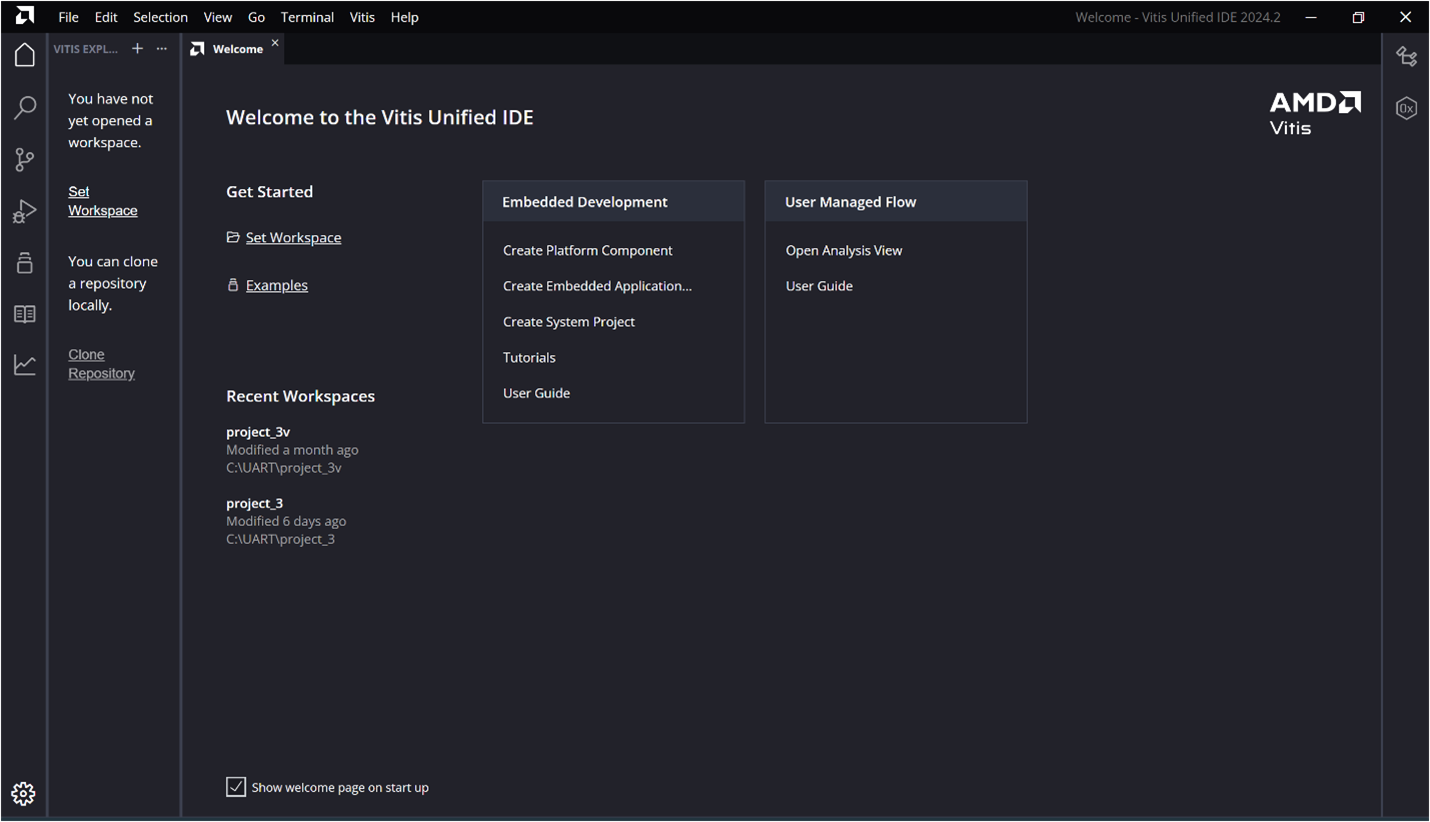 File Edit Selection View Go Terminal Vitis Help
Welcome - Vitis Unified IDE 2024.2
VITIS EXPL...
Welcome
You have not
yet opened a
workspace.
Set
Workspace
You can clone
a repository
locally.
Clone
Repository
Welcome to the Vitis Unified IDE
AMD
Vitis
Get Started
Set Workspace
Examples
Embedded Development
Create Platform Component
Create Embedded Application...
Create System Project
Tutorials
User Guide
User Managed Flow
Open Analysis View
User Guide
Recent Workspaces
project_3v
Modified a month ago
C:\UART\project_3v
project_3
Modified 6 days ago
C:\UART\project_3
Show welcome page on start up
0x